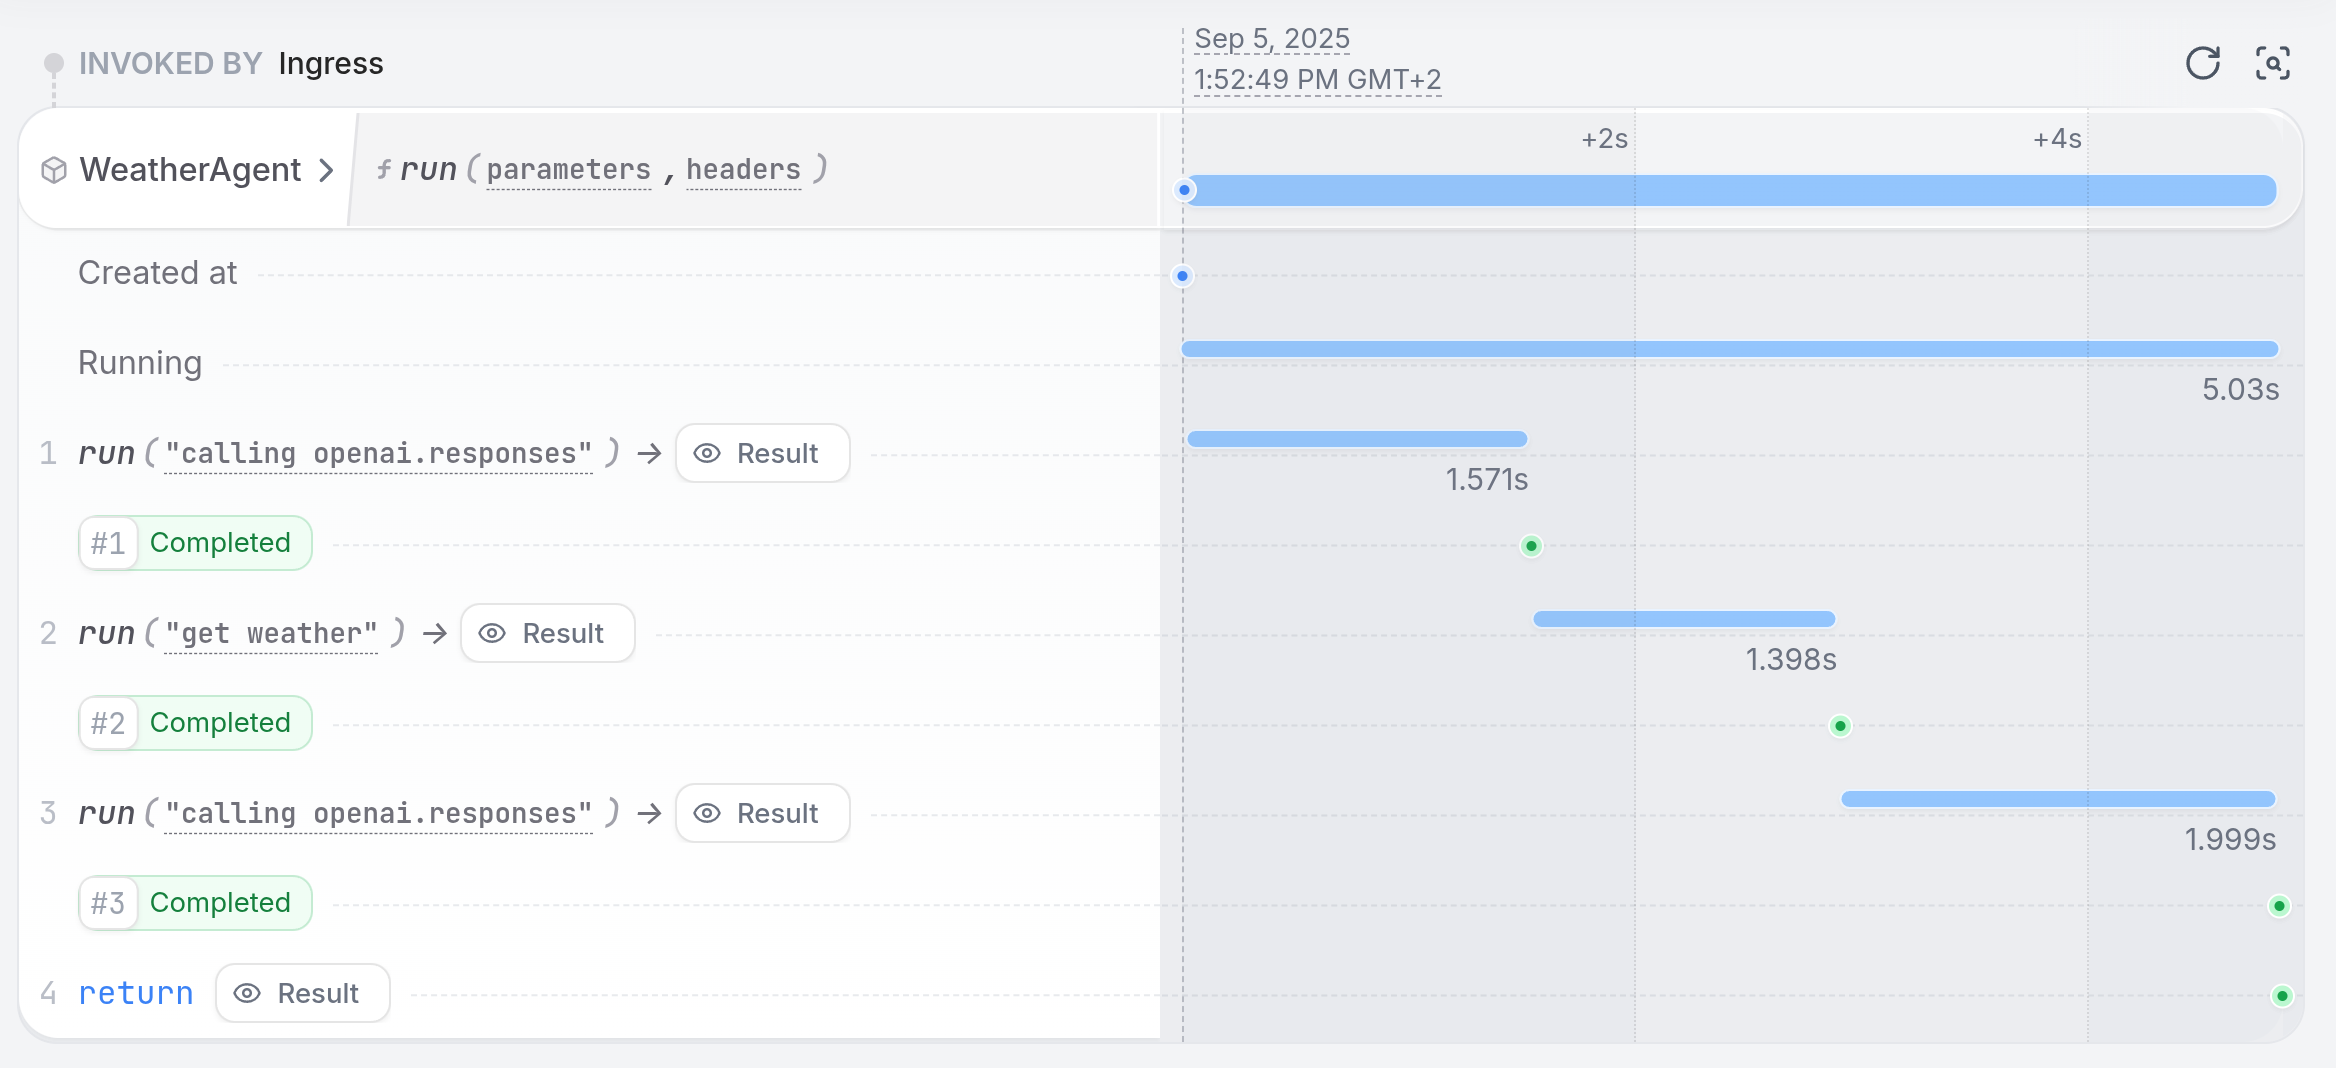 INVOKED BY Ingress
Sep 5, 2025
1:52:49 PM GMT+2
WeatherAgent > f run ( parameters , headers )
+2s +4s
Created at
Running
5.03s
1 run ( "calling openai.responses" ) → Result
1.571s
#1 Completed
2 run ( "get weather" ) → Result
1.398s
#2 Completed
3 run ( "calling openai.responses" ) → Result
1.999s
#3 Completed
4 return Result